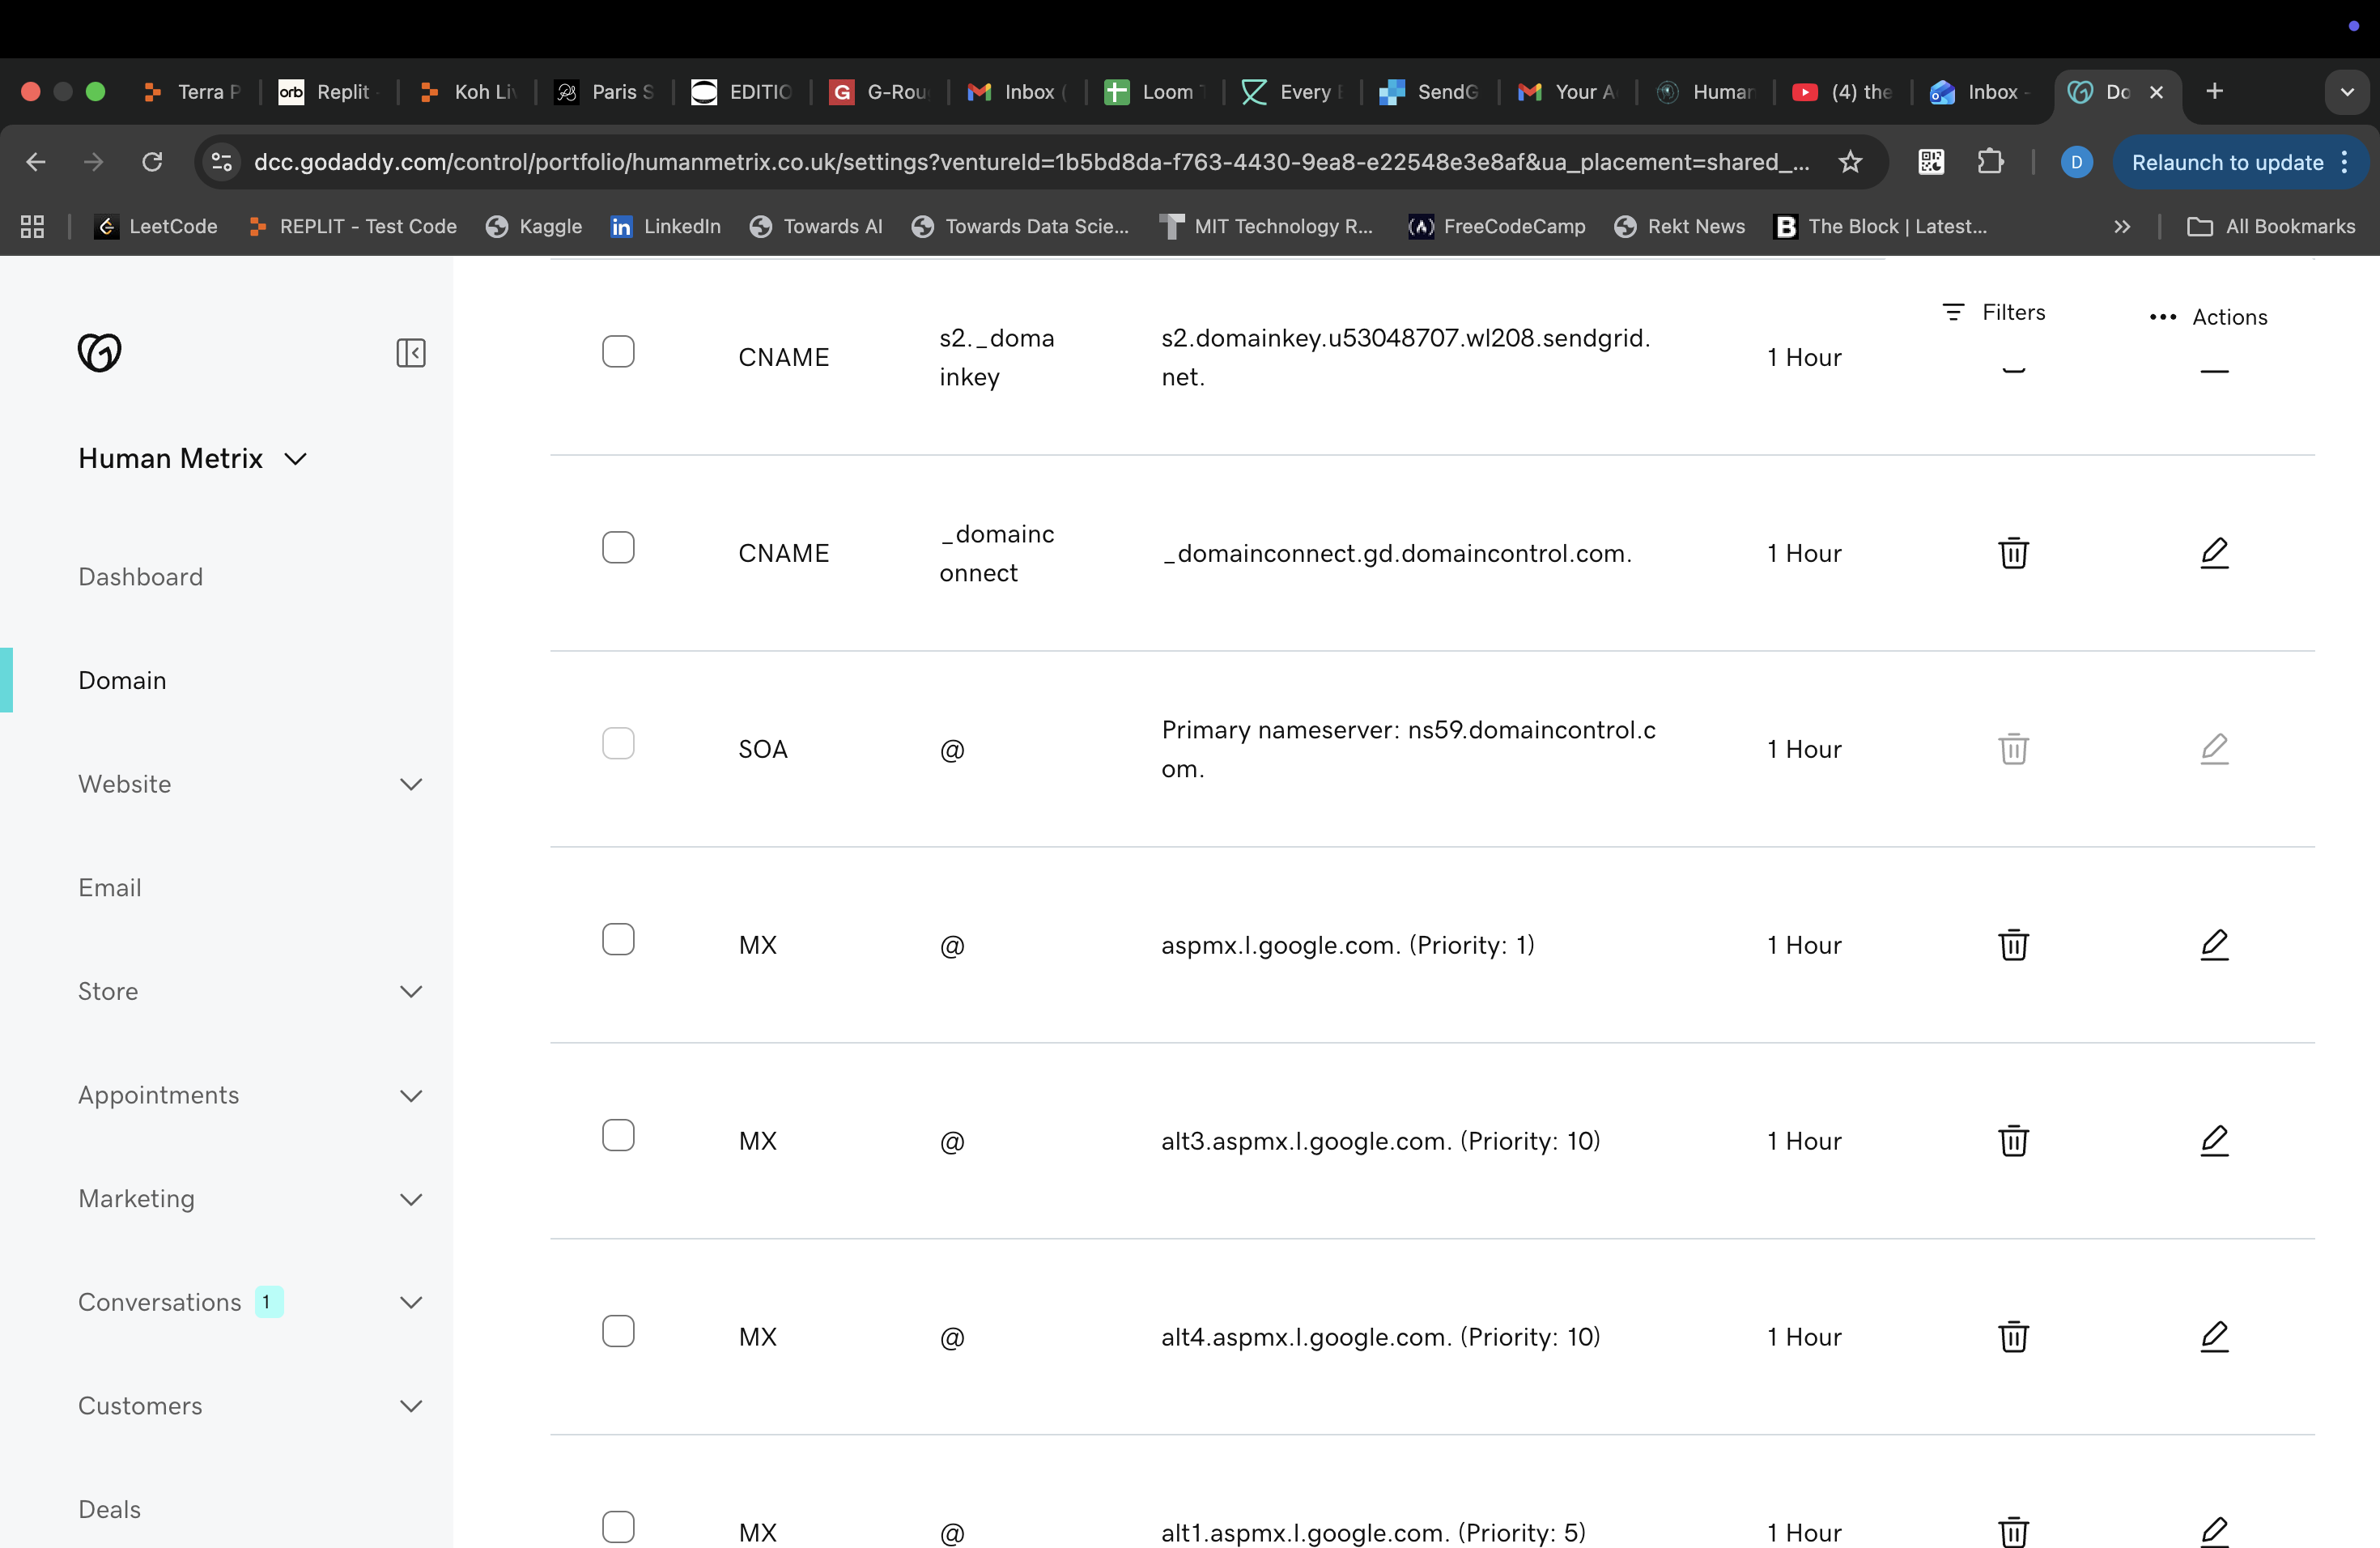 Terra P
orb Replit
Koh Li
Paris S
EDITIO
G G-Rou
Inbox (
Loom
Every
SendG
Your A
Human
(4) the
Inbox -
Do
dcc.godaddy.com/control/portfolio/humanmetrix.co.uk/settings?ventureId=1b5bd8da-f763-4430-9ea8-e22548e3e8af&ua_placement=shared_...
D
Relaunch to update
LeetCode
REPLIT - Test Code
Kaggle
in LinkedIn
Towards AI
Towards Data Scie...
MIT Technology R...
FreeCodeCamp
Rekt News
B The Block | Latest...
All Bookmarks
Human Metrix
Dashboard
Domain
Website
Email
Store
Appointments
Marketing
Conversations 1
Customers
Deals
Filters
Actions
CNAME
s2._doma
inkey
s2.domainkey.u53048707.wl208.sendgrid.
net.
1 Hour
CNAME
_domainc
onnect
_domainconnect.gd.domaincontrol.com.
1 Hour
SOA
@
Primary nameserver: ns59.domaincontrol.c
om.
1 Hour
MX
@
aspmx.l.google.com. (Priority: 1)
1 Hour
MX
@
alt3.aspmx.l.google.com. (Priority: 10)
1 Hour
MX
@
alt4.aspmx.l.google.com. (Priority: 10)
1 Hour
MX
@
alt1.aspmx.l.google.com. (Priority: 5)
1 Hour